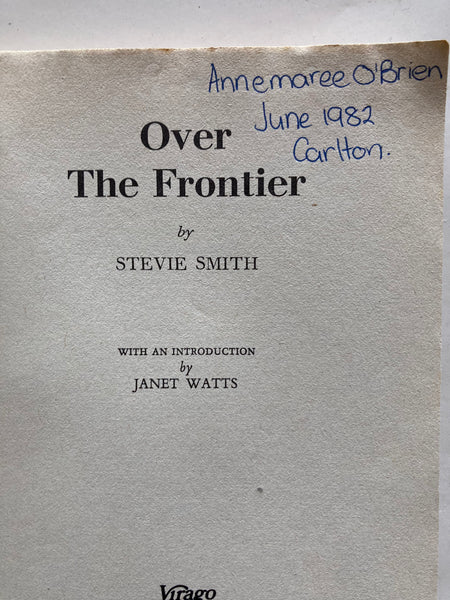 Annemaree O'Brien
June 1982
Carlton.
Over
The Frontier
by
STEVIE SMITH
WITH AN INTRODUCTION
by
JANET WATTS
Virago